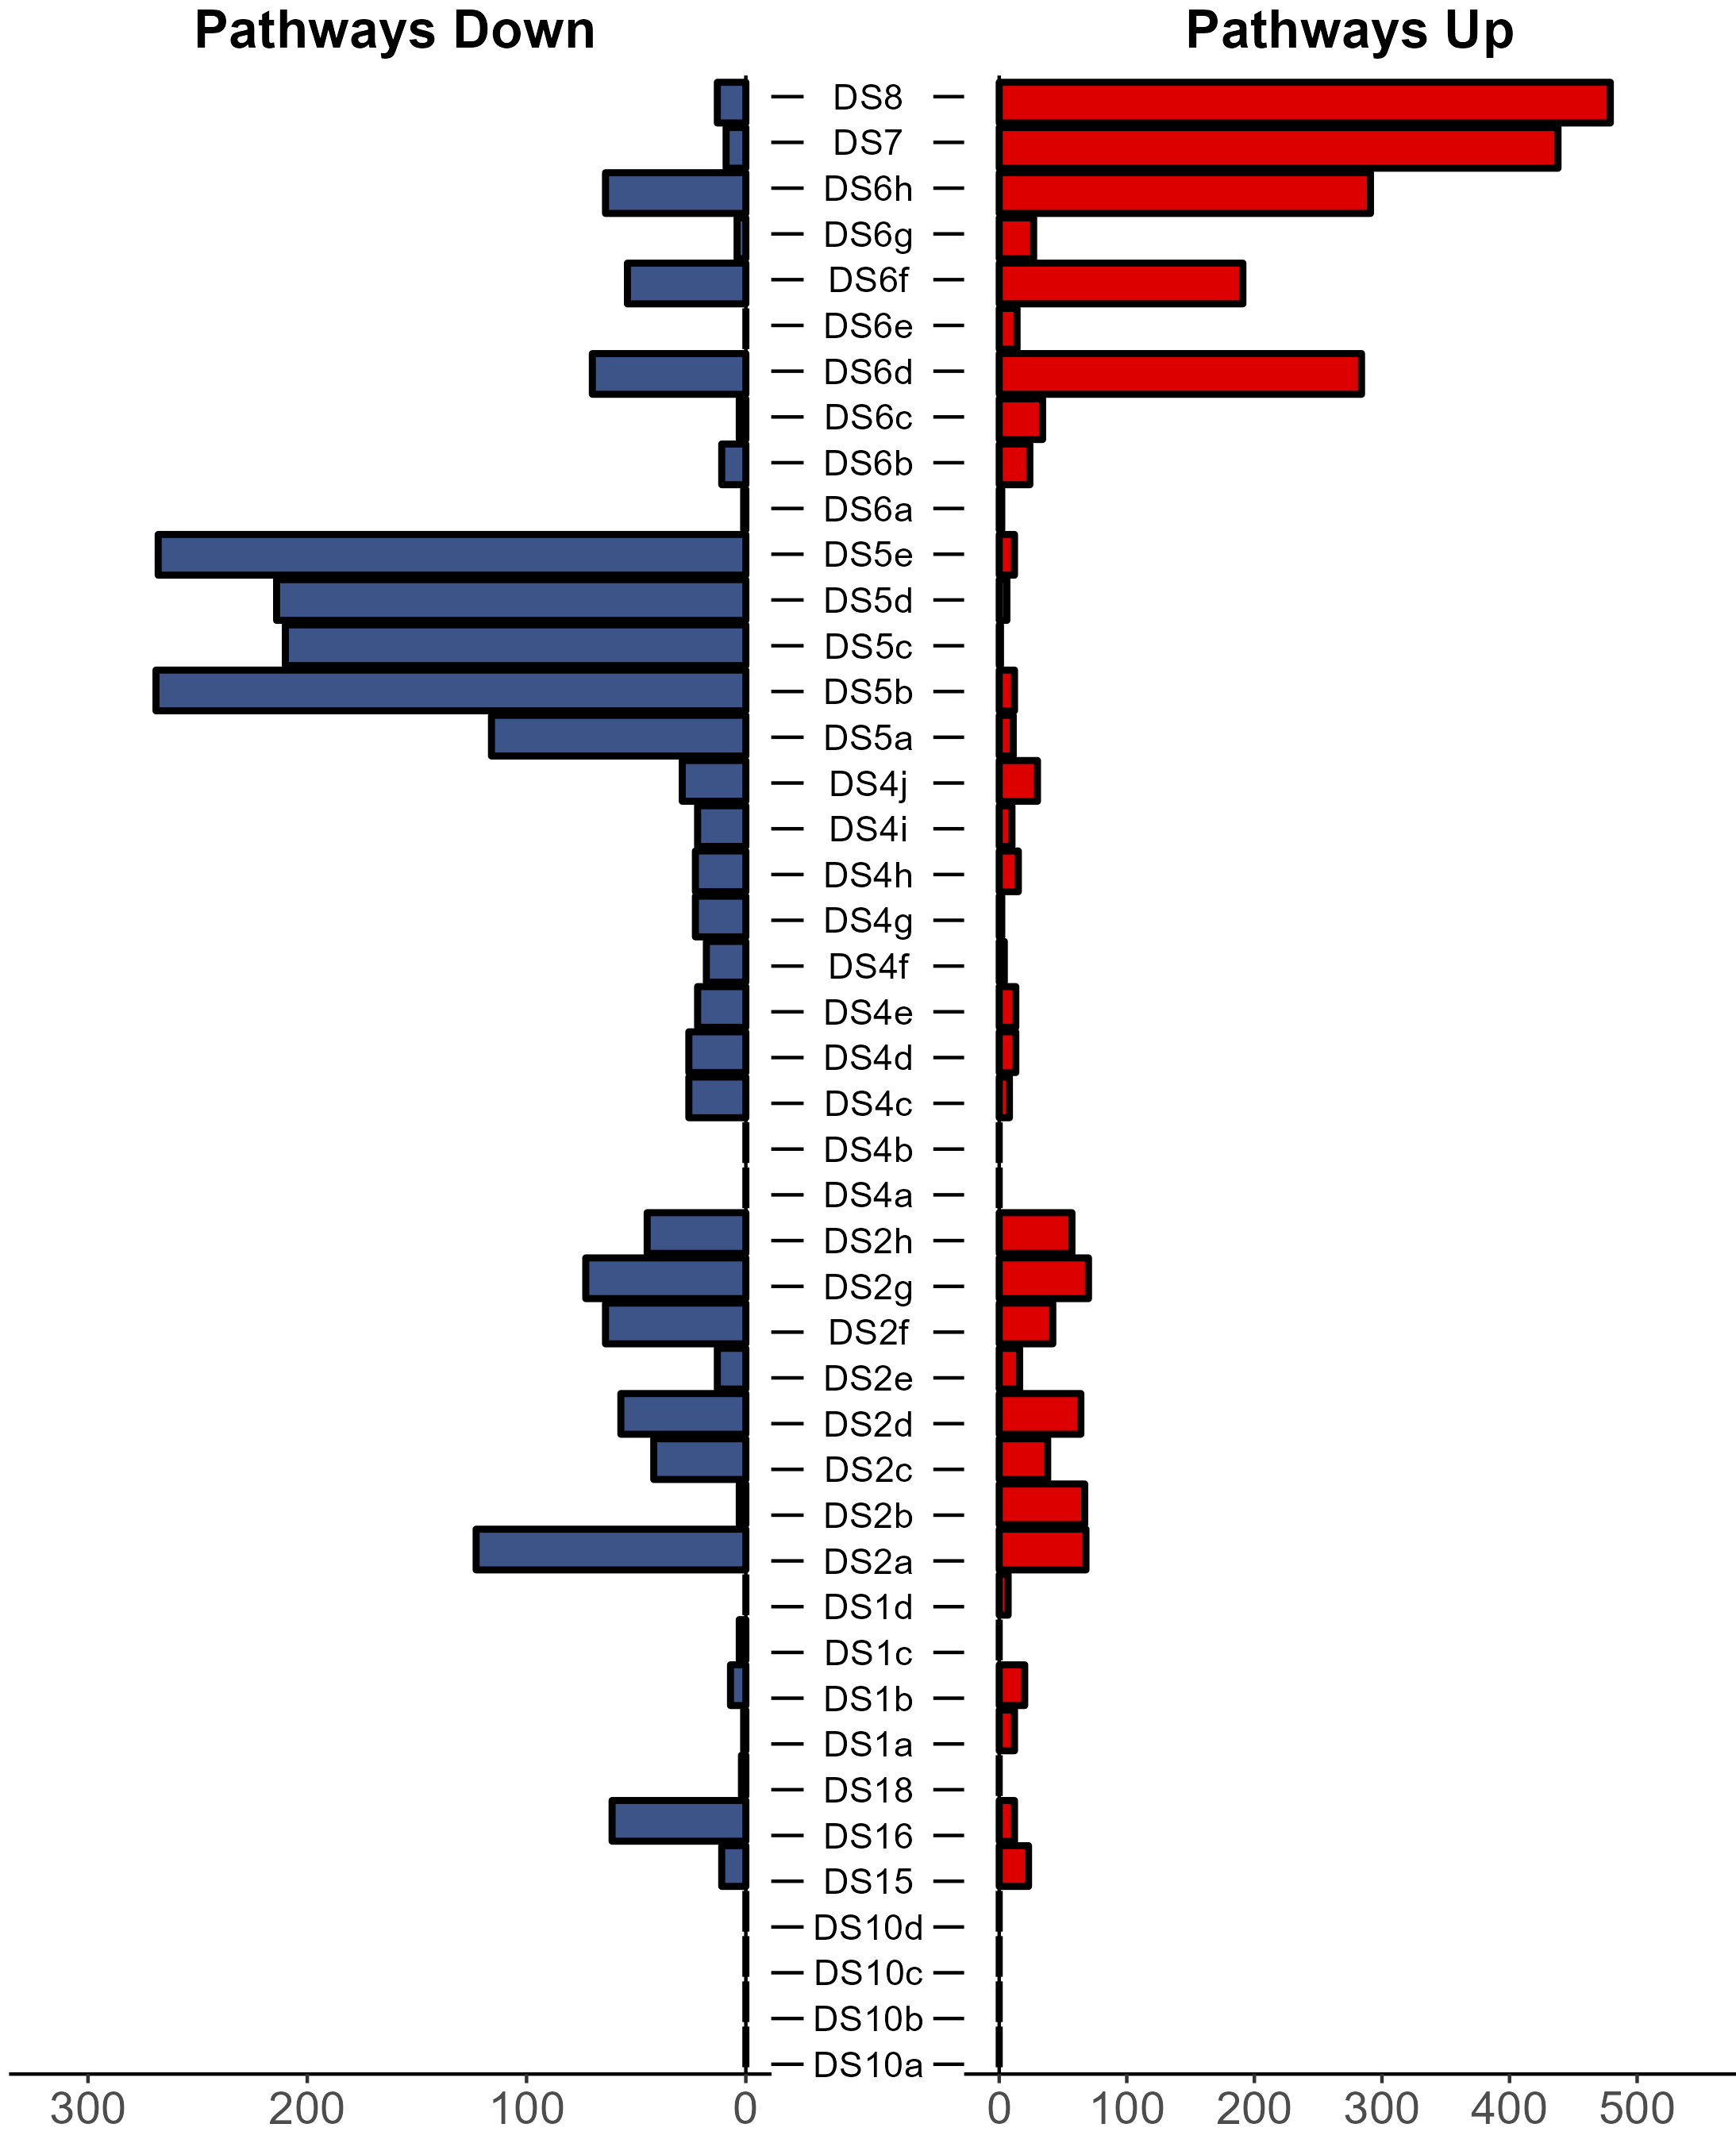 Pathways Down
Pathways Up
DS8
DS7
DS6h
DS6g
DS6f
DS6e
DS6d
DS6c
DS6b
DS6a
DS5e
DS5d
DS5c
DS5b
DS5a
DS4j
DS4i
DS4h
DS4g
DS4f
DS4e
DS4d
DS4c
DS4b
DS4a
DS2h
DS2g
DS2f
DS2e
DS2d
DS2c
DS2b
DS2a
DS1d
DS1c
DS1b
DS1a
DS18
DS16
DS15
DS10d
DS10c
DS10b
DS10a
300 200 100 0
0 100 200 300 400 500